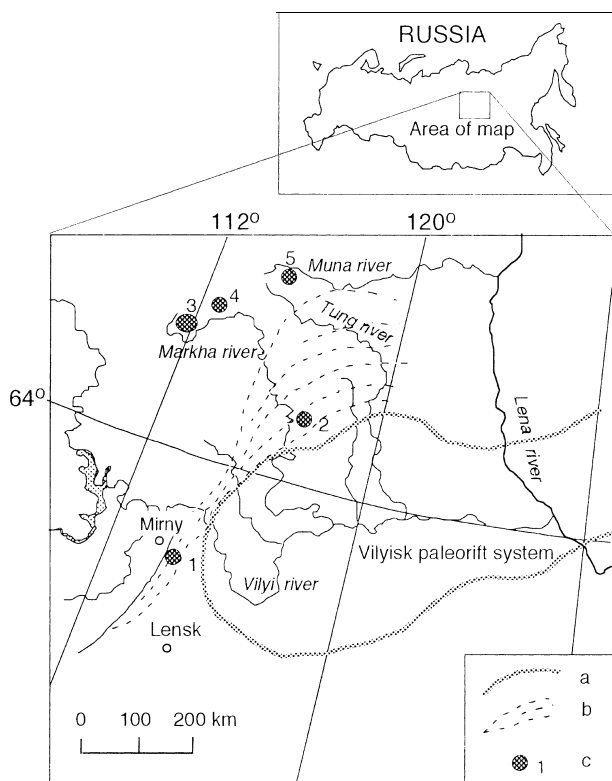 RUSSIA
Area of map
112°
120°
5
Muna river
3
4
Tung river
Markha river
64°
2
Lena river
Mirny
Vilyisk paleorift system
1
Vilyi river
Lensk
a
0 100 200 km
b
1 c